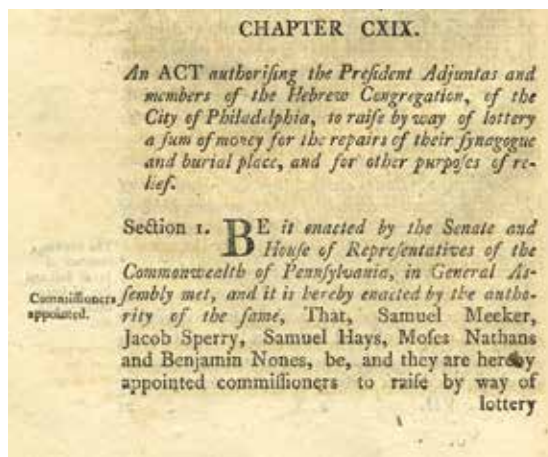 CHAPTER CXIX.
An ACT authoriſing the Preſident Adjuntas and
members of the Hebrew Congregation, of the
City of Philadelphia, to raiſe by way of lottery
a ſum of money for the repairs of their ſynagogue
and burial place, and for other purpoſes of re-
lief.
Section 1. BE it enacted by the Senate and
Houſe of Repreſentatives of the
Commonwealth of Pennſylvania, in General Aſ-
Commiſſioners ſembly met, and it is hereby enacted by the autho-
appointed. rity of the ſame, That, Samuel Meeker,
Jacob Sperry, Samuel Hays, Moſes Nathans
and Benjamin Nones, be, and they are hereby
appointed commiſſioners to raiſe by way of
lottery